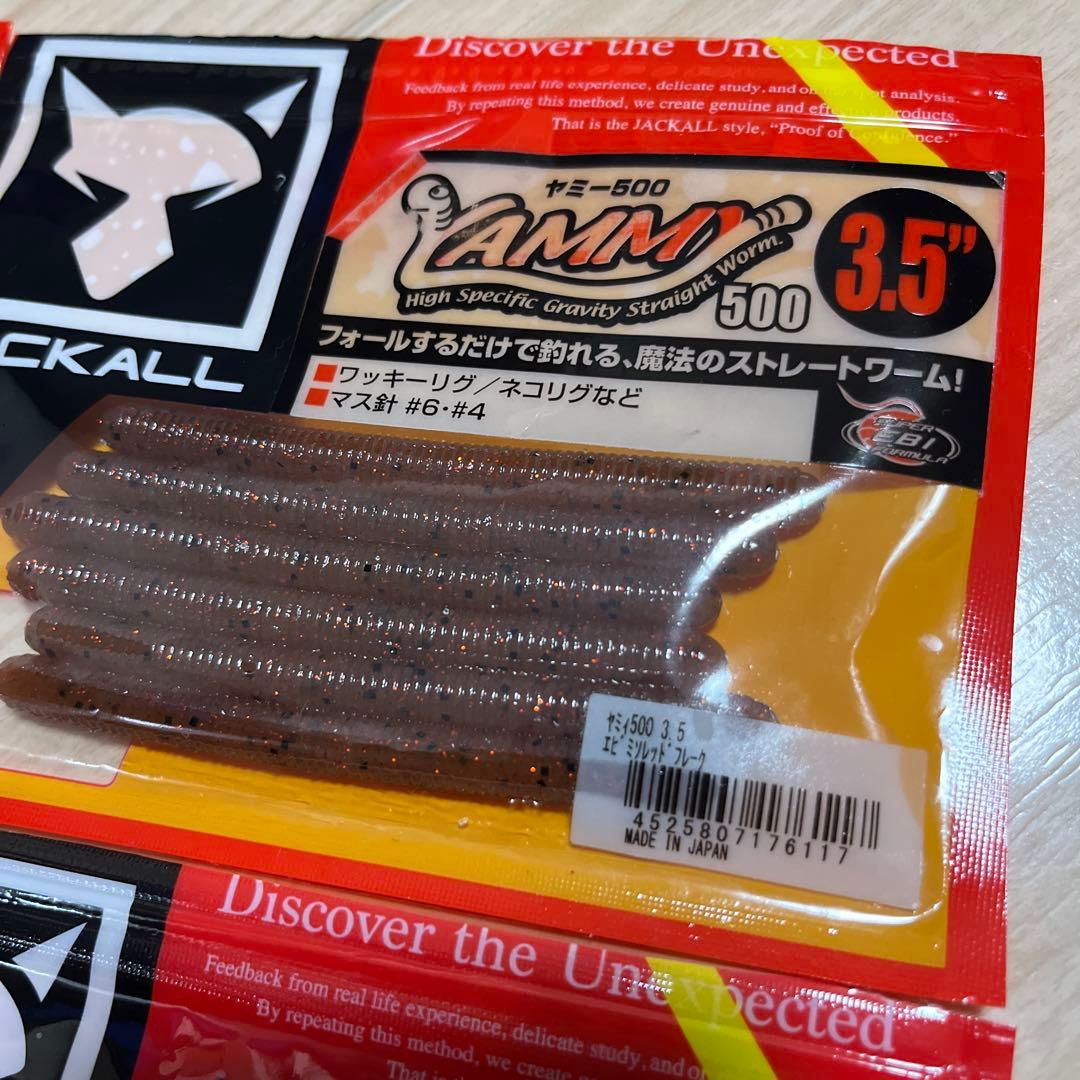 Discover the Unexpected
Feedback from real life experience, delicate study, and on analysis.
By repeating this method, we create genuine and products.
That is the JACKALL style, "Proof of Confidence."
CKALL
ヤミー500
YAMMY
High Specific Gravity Straight Worm.
500
3.5"
フォールするだけで釣れる、魔法のストレートワーム!
ワッキーリグ/ネコリグなど
マス針 #6・#4
SUPER
EBI
FORMULA
ヤミィ500 3.5
エビミソレッドフレーク
4525807176117
MADE IN JAPAN
Discover the Unexpected
Feedback from real life experience, delicate study, and on
By repeating this method, we create
That is the